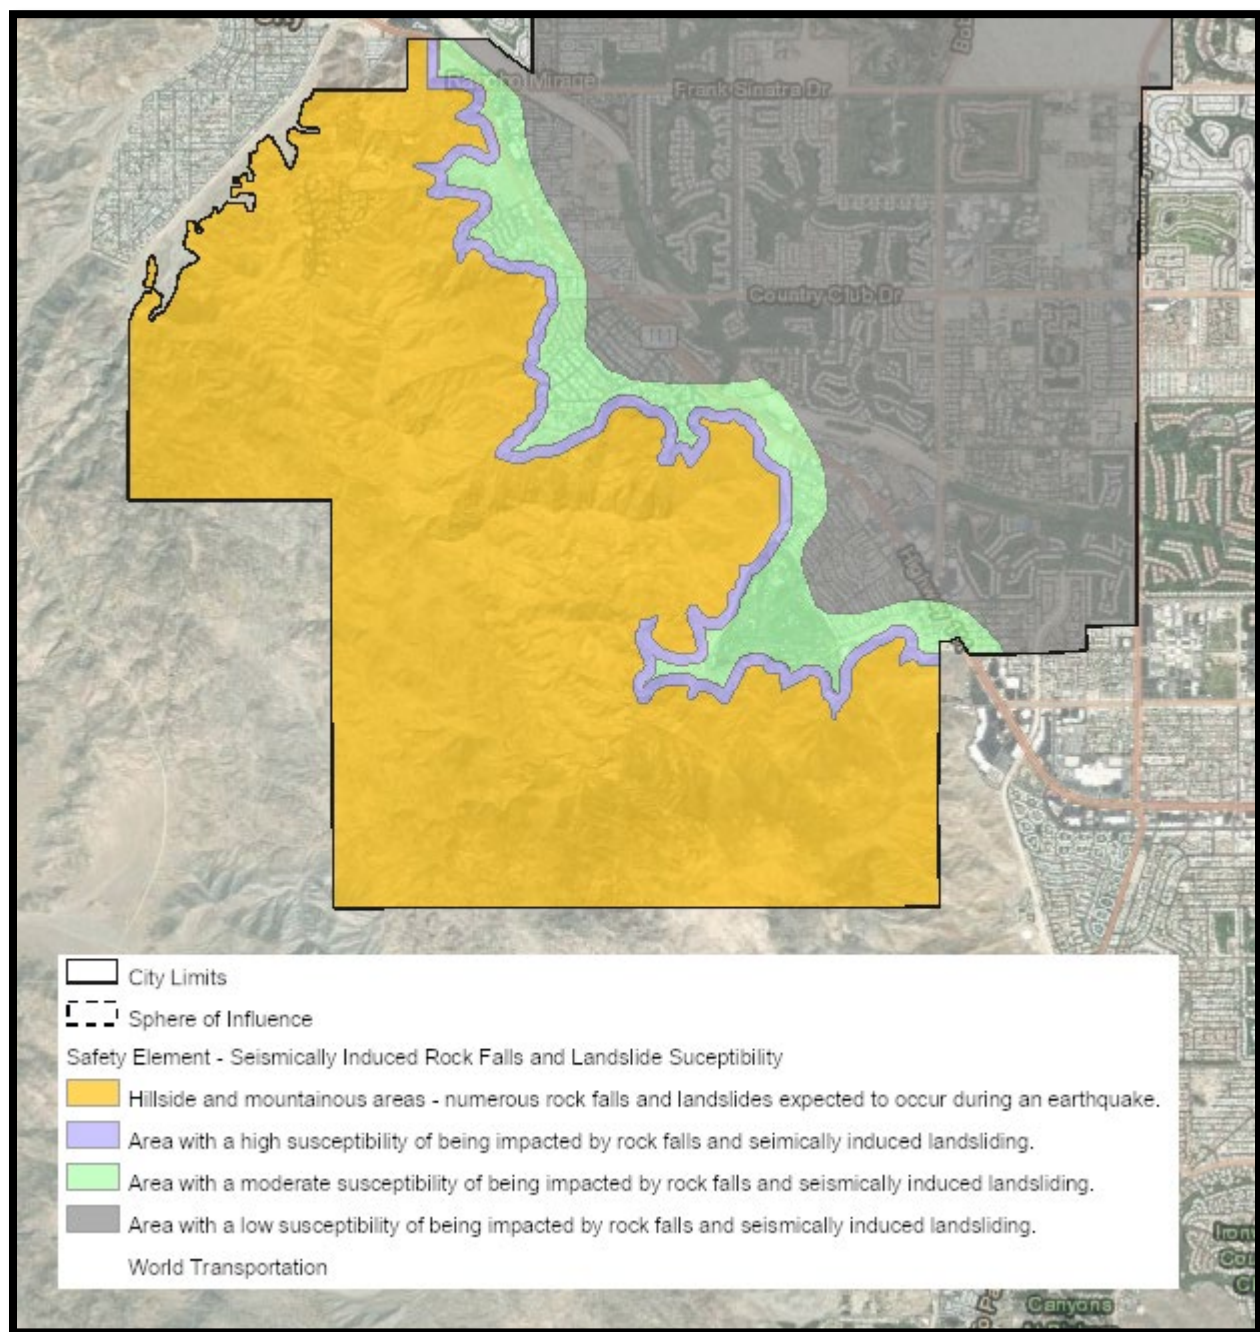 City
Rancho Mirage
Frank Sinatra Dr
Country Club Dr
111
City Limits
Sphere of Influence
Safety Element - Seismically Induced Rock Falls and Landslide Suceptibility
Hillside and mountainous areas - numerous rock falls and landslides expected to occur during an earthquake.
Area with a high susceptibility of being impacted by rock falls and seimically induced landsliding.
Area with a moderate susceptibility of being impacted by rock falls and seismically induced landsliding.
Area with a low susceptibility of being impacted by rock falls and seismically induced landsliding.
World Transportation
Canyons